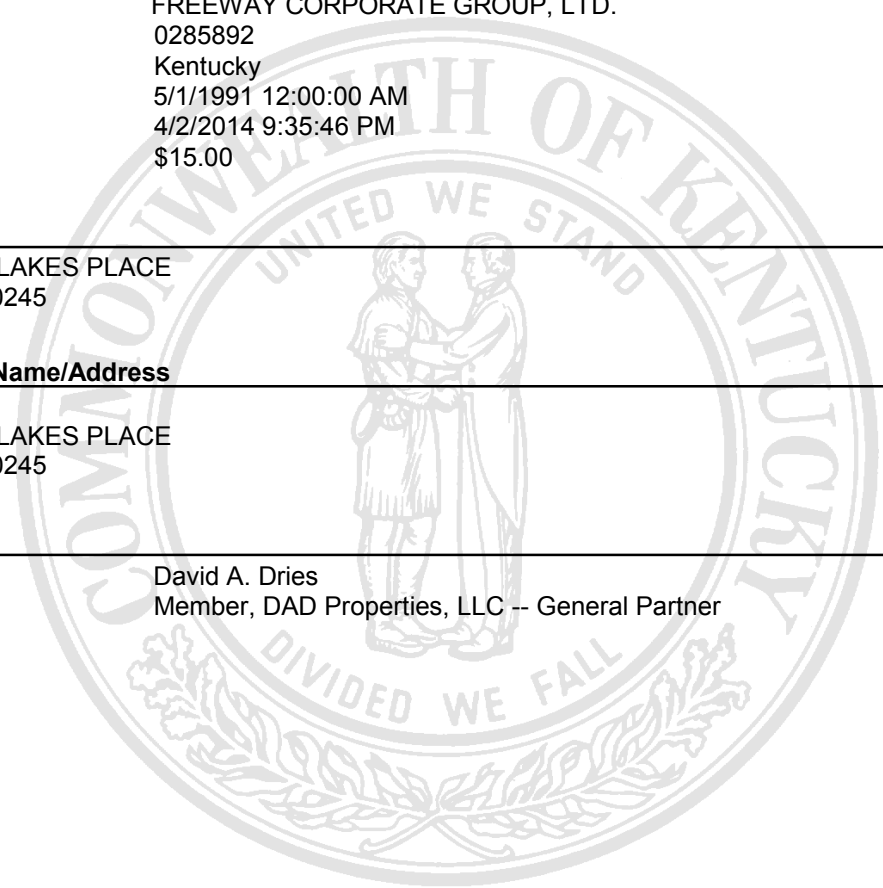 FREEWAY CORPORATE GROUP, LTD.
0285892
Kentucky
5/1/1991 12:00:00 AM
4/2/2014 9:35:46 PM
$15.00
COMMONWEALTH OF KENTUCKY
UNITED WE STAND
LAKES PLACE
0245
Name/Address
LAKES PLACE
0245
David A. Dries
Member, DAD Properties, LLC -- General Partner
DIVIDED WE FALL